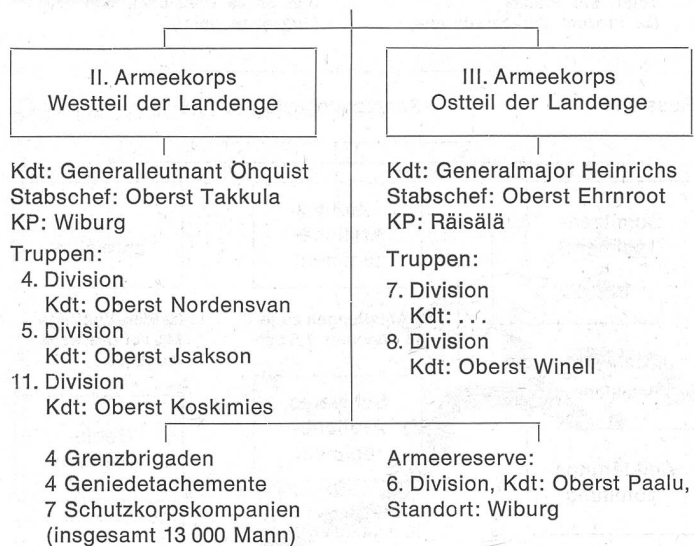 II. Armeekorps
Westteil der Landenge
Kdt: Generalleutnant Öhquist
Stabschef: Oberst Takkula
KP: Wiburg
Truppen:
4. Division
Kdt: Oberst Nordensvan
5. Division
Kdt: Oberst Jsakson
11. Division
Kdt: Oberst Koskimies
III. Armeekorps
Ostteil der Landenge
Kdt: Generalmajor Heinrichs
Stabschef: Oberst Ehrnroot
KP: Räisälä
Truppen:
7. Division
Kdt: ...
8. Division
Kdt: Oberst Winell
4 Grenzbrigaden
4 Geniedetachemente
7 Schutzkorpskompanien
(insgesamt 13 000 Mann)
Armeereserve:
6. Division, Kdt: Oberst Paalu,
Standort: Wiburg